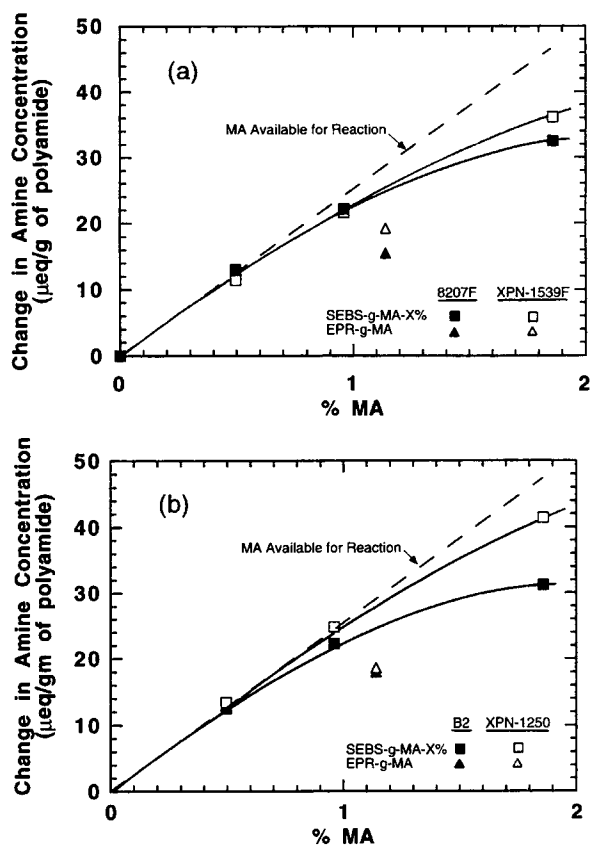 50
40
30
20
10
0
Change in Amine Concentration
(μeq/g of polyamide)
(a)
MA Available for Reaction
8207F XPN-1539F
SEBS-g-MA-X%
EPR-g-MA
0 1 2
% MA
50
40
30
20
10
0
Change in Amine Concentration
(μeq/gm of polyamide)
(b)
MA Available for Reaction
B2 XPN-1250
SEBS-g-MA-X%
EPR-g-MA
0 1 2
% MA